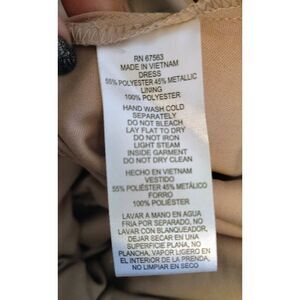 RN 67563
MADE IN VIETNAM
DRESS
55% POLYESTER 45% METALLIC
LINING
100% POLYESTER
HAND WASH COLD
SEPARATELY
DO NOT BLEACH
LAY FLAT TO DRY
DO NOT IRON
LIGHT STEAM
INSIDE GARMENT
DO NOT DRY CLEAN
HECHO EN VIETNAM
VESTIDO
55% POLIÉSTER 45% METÁLICO
FORRO
100% POLIÉSTER
LAVAR A MANO EN AGUA
FRIA POR SEPARADO, NO
LAVAR CON BLANQUEADOR,
DEJAR SECAR EN UNA
SUPERFICIE PLANA, NO
PLANCHA, VAPOR LIGERO EN
EL INTERIOR DE LA PRENDA,
NO LIMPIAR EN SECO